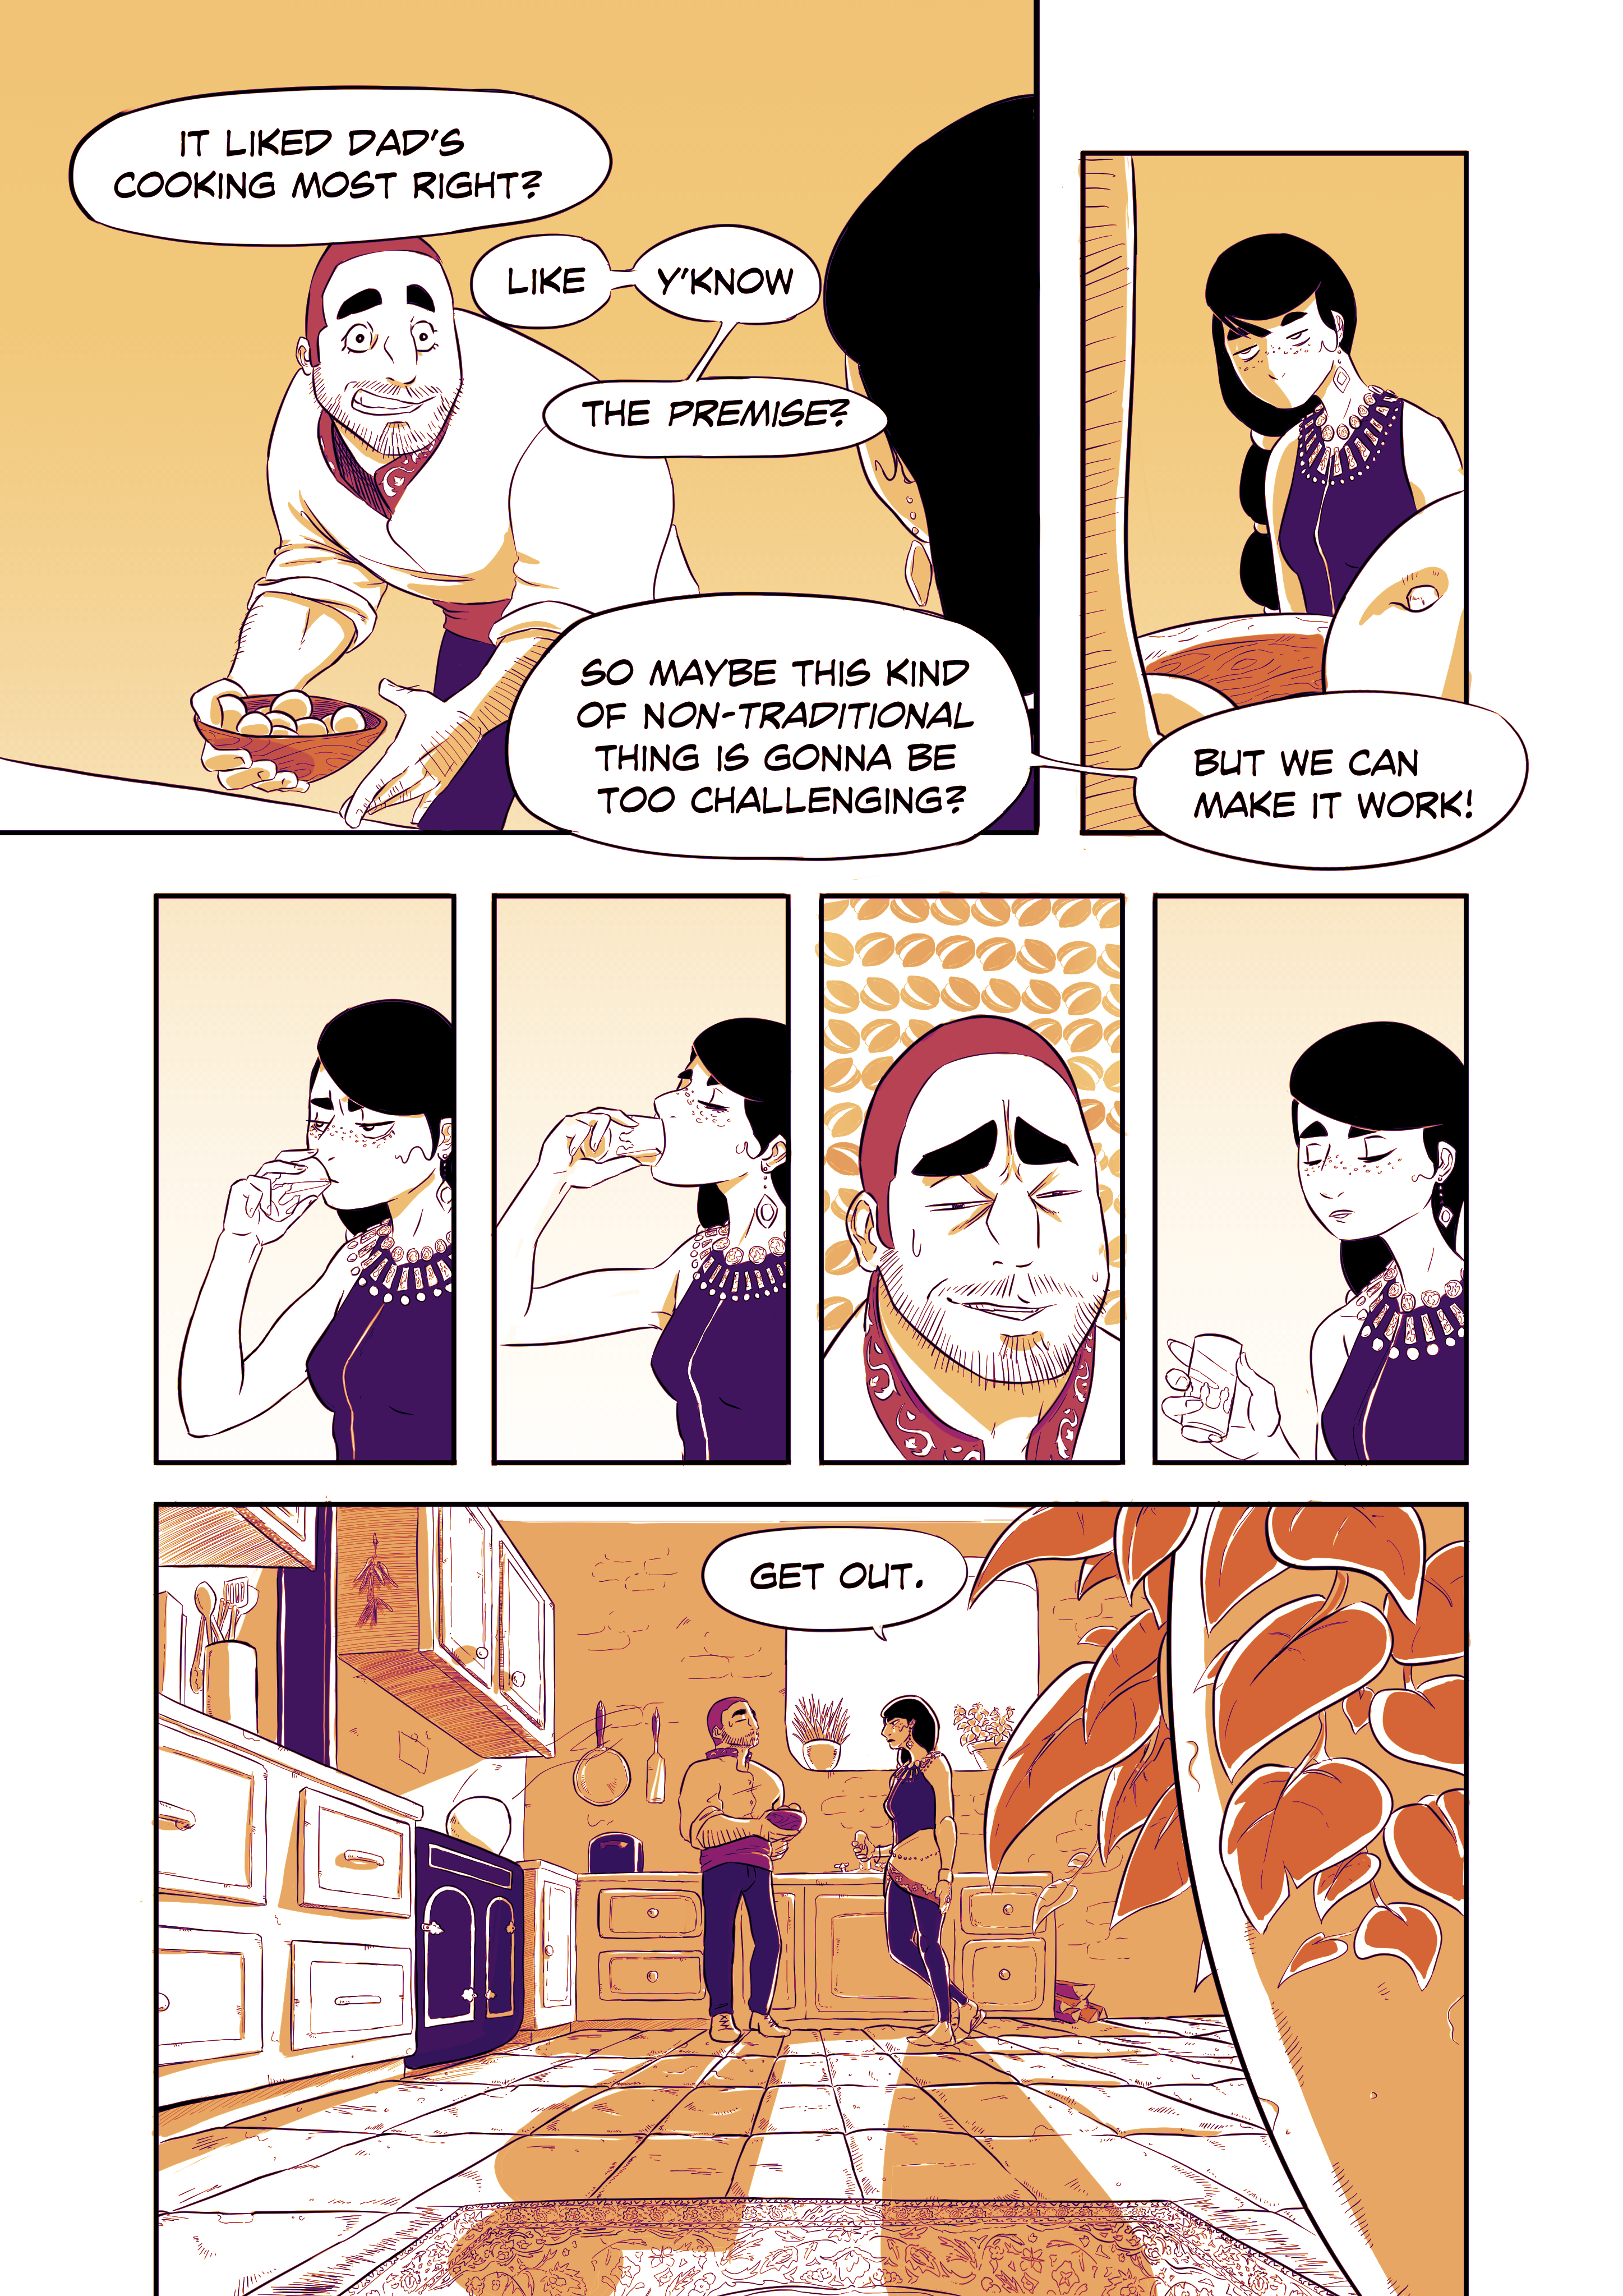 IT LIKED DAD'S
COOKING MOST RIGHT?
LIKE
Y'KNOW
THE PREMISE?
SO MAYBE THIS KIND
OF NON-TRADITIONAL
THING IS GONNA BE
TOO CHALLENGING?
BUT WE CAN
MAKE IT WORK!
GET OUT.